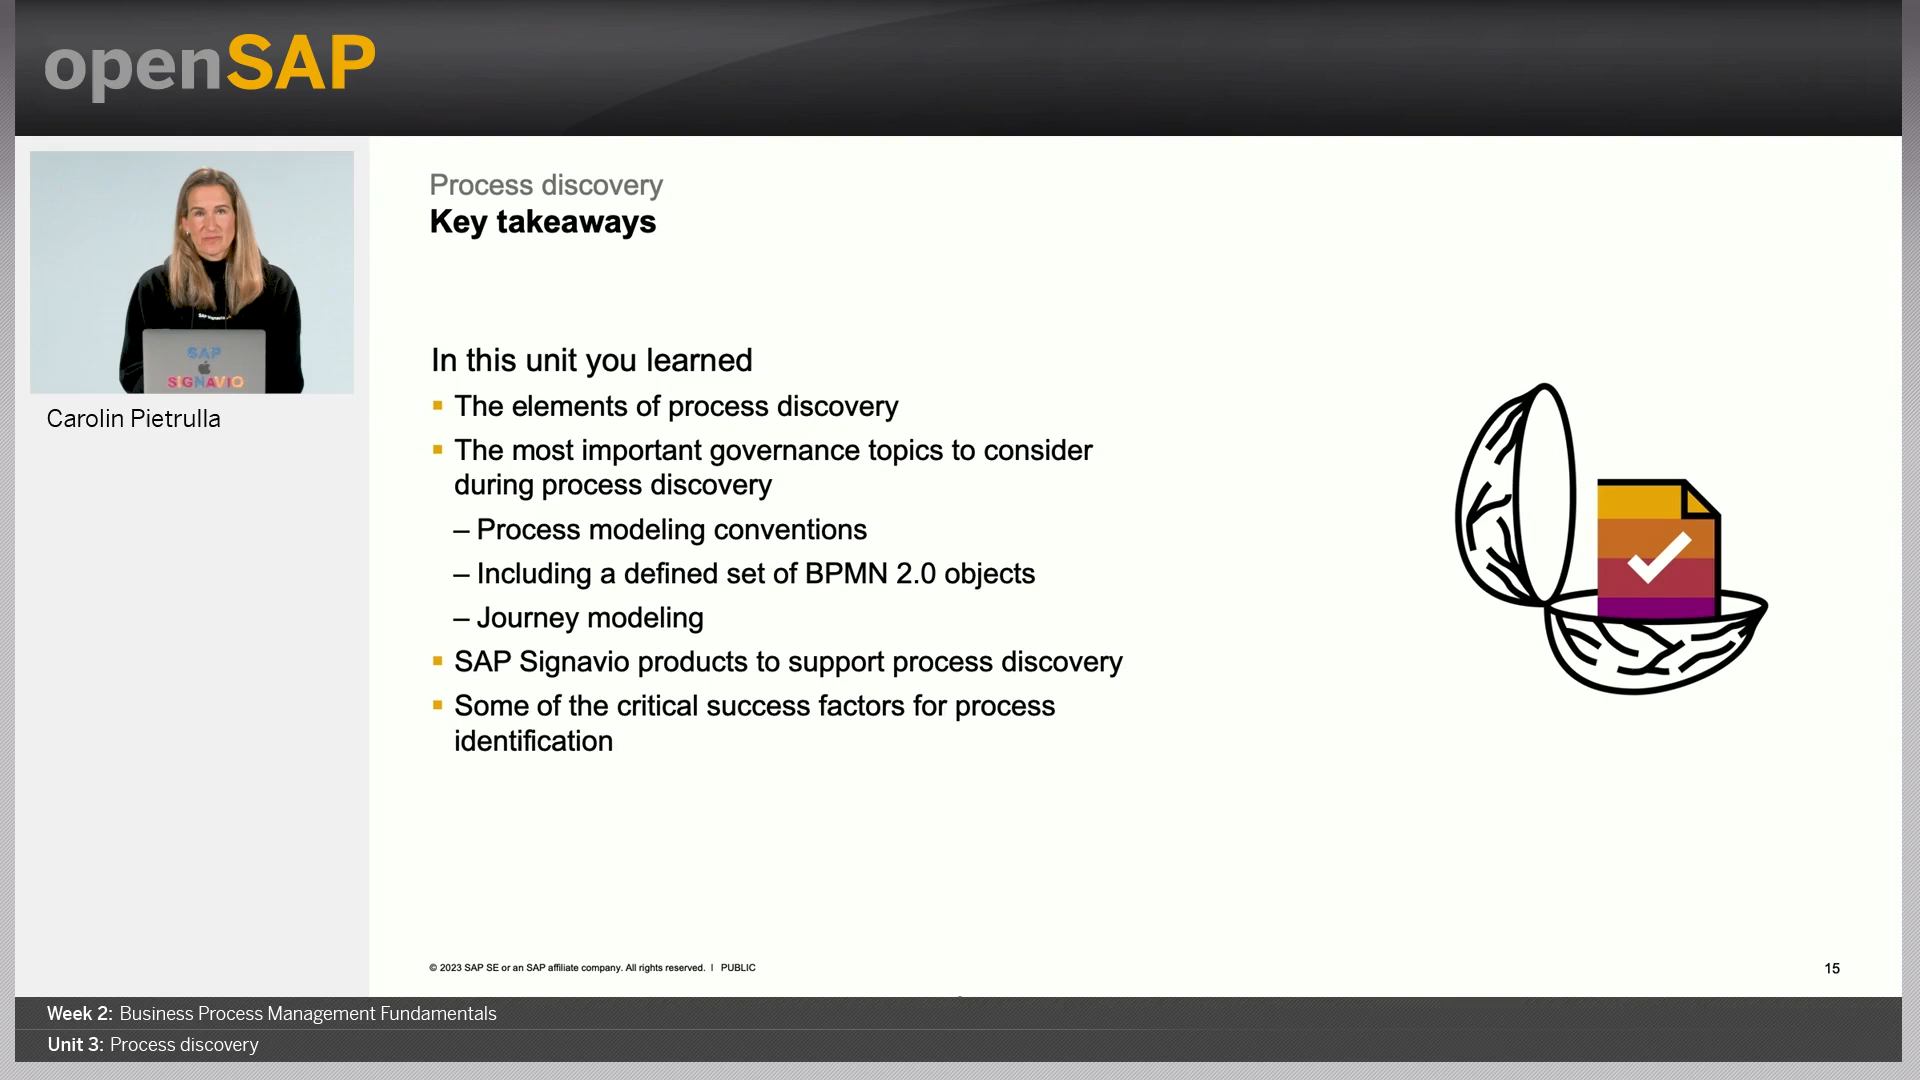 openSAP
Process discovery
Key takeaways
SAP Signavio
SAP
SIGNAVIO
Carolin Pietrulla
In this unit you learned
▪ The elements of process discovery
▪ The most important governance topics to consider
during process discovery
– Process modeling conventions
– Including a defined set of BPMN 2.0 objects
– Journey modeling
▪ SAP Signavio products to support process discovery
▪ Some of the critical success factors for process
identification
© 2023 SAP SE or an SAP affiliate company. All rights reserved. I PUBLIC
15
Week 2: Business Process Management Fundamentals
Unit 3: Process discovery